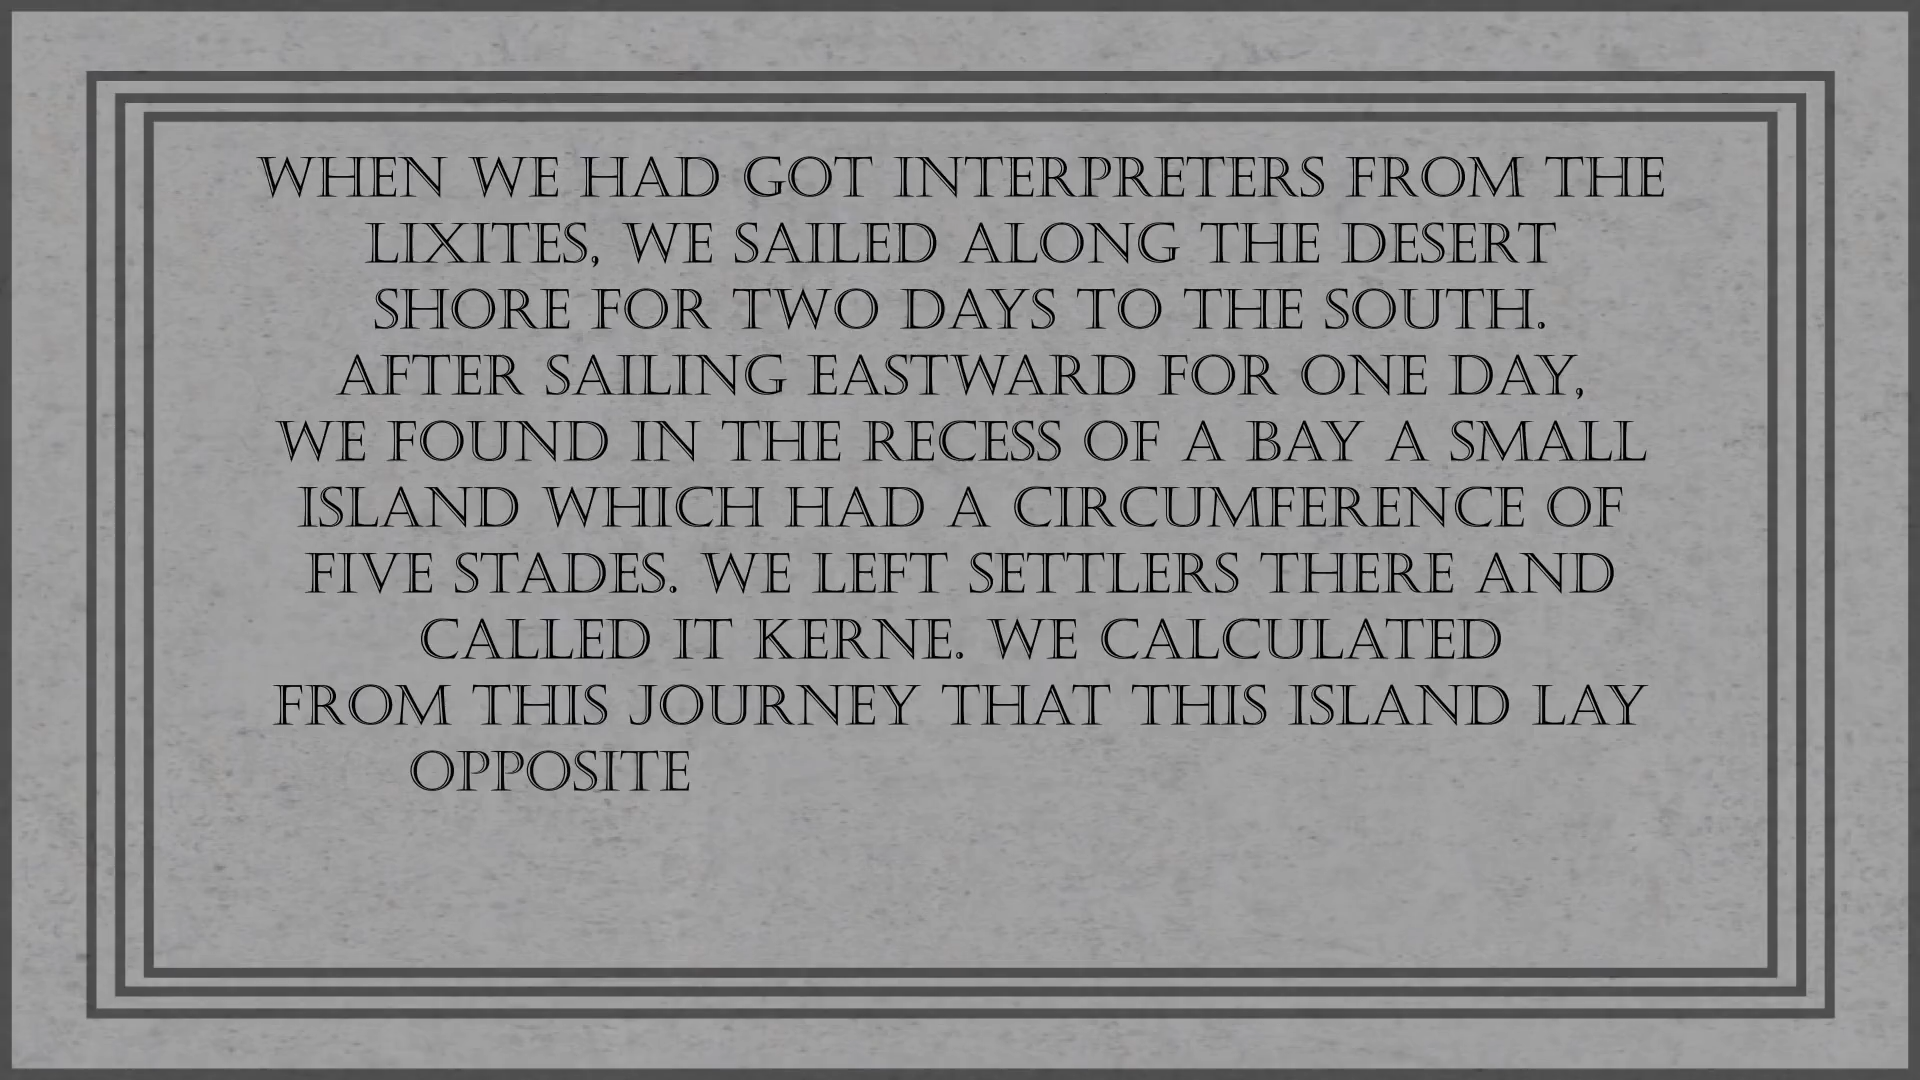 WHEN WE HAD GOT INTERPRETERS FROM THE
LIXITES, WE SAILED ALONG THE DESERT
SHORE FOR TWO DAYS TO THE SOUTH.
AFTER SAILING EASTWARD FOR ONE DAY,
WE FOUND IN THE RECESS OF A BAY A SMALL
ISLAND WHICH HAD A CIRCUMFERENCE OF
FIVE STADES. WE LEFT SETTLERS THERE AND
CALLED IT KERNE. WE CALCULATED
FROM THIS JOURNEY THAT THIS ISLAND LAY
OPPOSITE